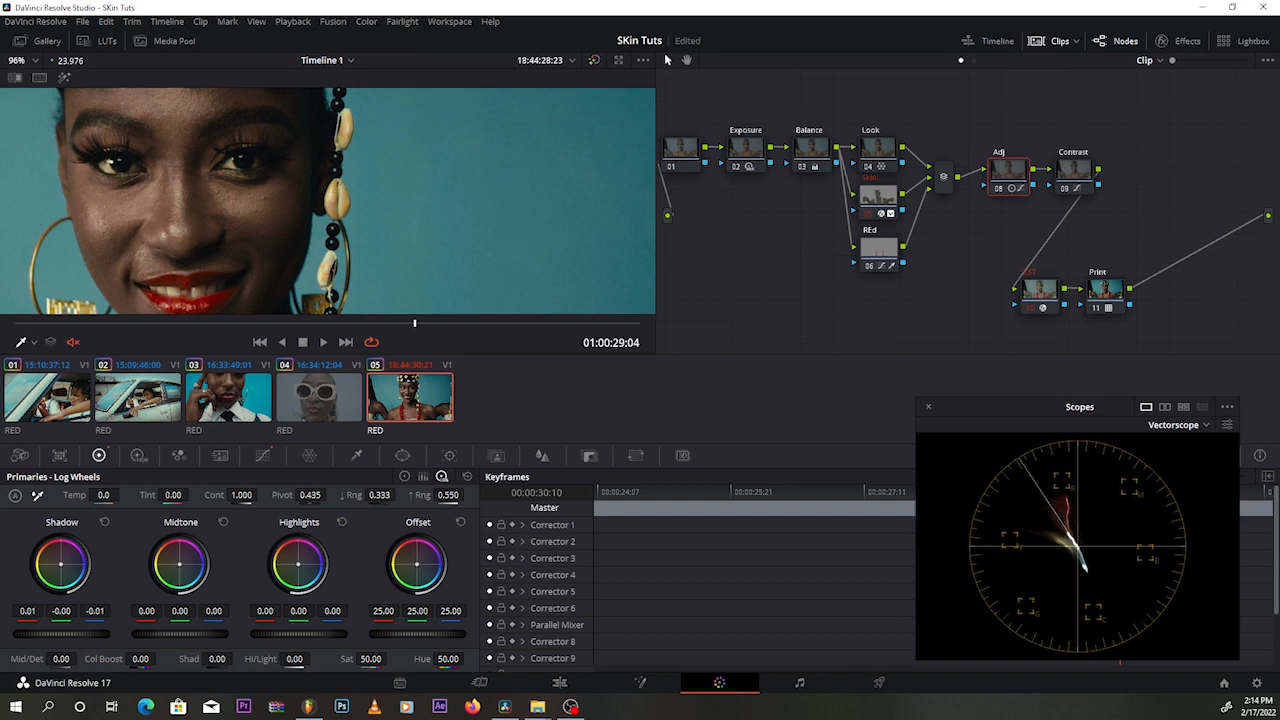 DaVinci Resolve Studio - SKin Tuts
DaVinci Resolve File Edit Trim Timeline Clip Mark View Playback Fusion Color Fairlight Workspace Help
Gallery LUTs Media Pool SKin Tuts Edited Timeline Clips Nodes Effects Lightbox
96% 23.976 Timeline 1 18:44:28:23 Clip
Exposure Balance Look
01 02 03 04
Adj Contrast
Skin
08 09
REd
06
Print
11
01:00:29:04
01 15:10:37:12 V1 02 15:09:46:00 V1 03 16:33:49:01 V1 04 16:34:12:04 V1 05 18:44:30:21 V1
RED RED RED RED RED
Scopes
Vectorscope
R M B C G
Primaries - Log Wheels
Temp 0.0 Tint 0.00 Cont 1.000 Pivot 0.435 ↓ Rng 0.333 ↑ Rng 0.550
Shadow Midtone Highlights Offset
0.01 -0.00 -0.01 0.00 0.00 0.00 0.00 0.00 0.00 25.00 25.00 25.00
Mid/Det 0.00 Col Boost 0.00 Shad 0.00 Hi/Light 0.00 Sat 50.00 Hue 50.00
Keyframes
00:00:30:10 00:00:24:07 00:00:25:21 00:00:27:11
Master
Corrector 1
Corrector 2
Corrector 3
Corrector 4
Corrector 5
Corrector 6
Parallel Mixer
Corrector 8
Corrector 9
DaVinci Resolve 17
Pr Ps Ae
2:14 PM
2/17/2022